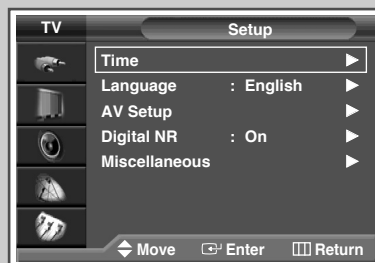 TV Setup
Time
Language : English
AV Setup
Digital NR : On
Miscellaneous
Move Enter Return